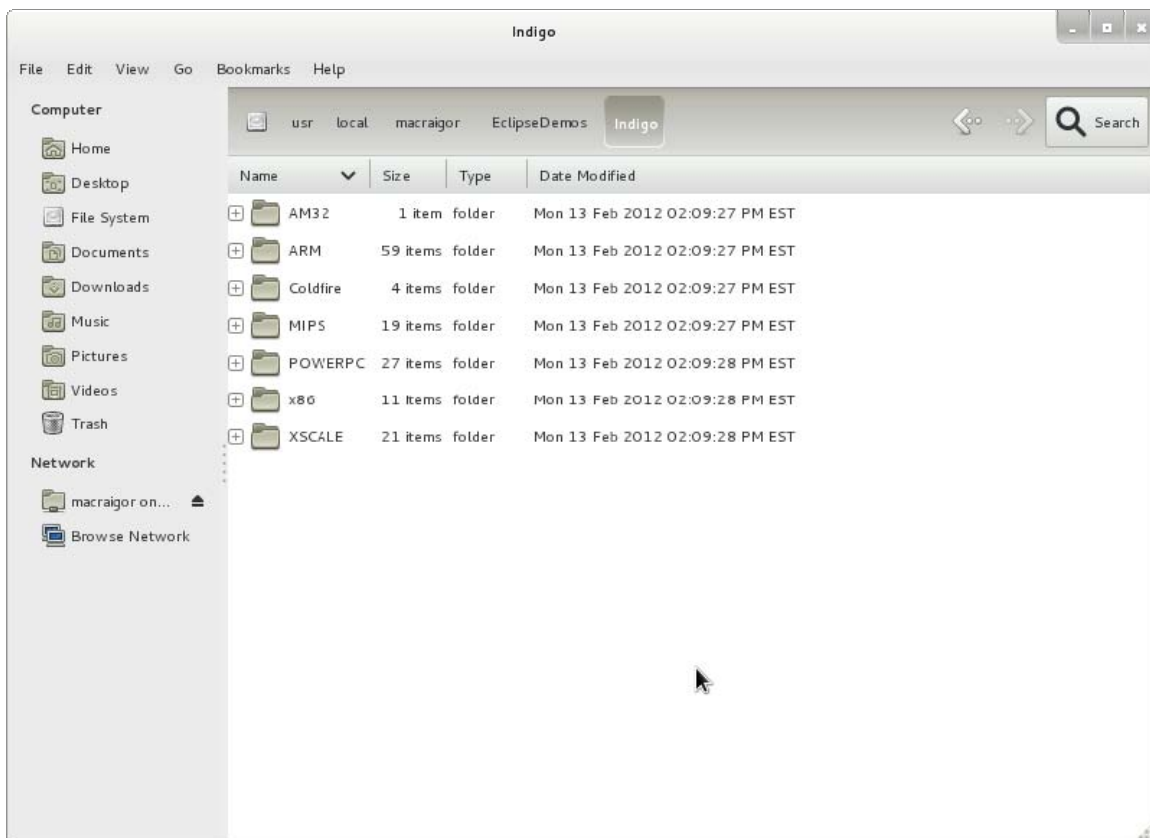 Indigo
File Edit View Go Bookmarks Help
Computer
Home
Desktop
File System
Documents
Downloads
Music
Pictures
Videos
Trash
Network
macraigor on...
Browse Network
usr local macraigor EclipseDemos Indigo Search
Name Size Type Date Modified
AM32 1 item folder Mon 13 Feb 2012 02:09:27 PM EST
ARM 59 items folder Mon 13 Feb 2012 02:09:27 PM EST
Coldfire 4 items folder Mon 13 Feb 2012 02:09:27 PM EST
MIPS 19 items folder Mon 13 Feb 2012 02:09:27 PM EST
POWERPC 27 items folder Mon 13 Feb 2012 02:09:28 PM EST
x86 11 items folder Mon 13 Feb 2012 02:09:28 PM EST
XSCALE 21 items folder Mon 13 Feb 2012 02:09:28 PM EST